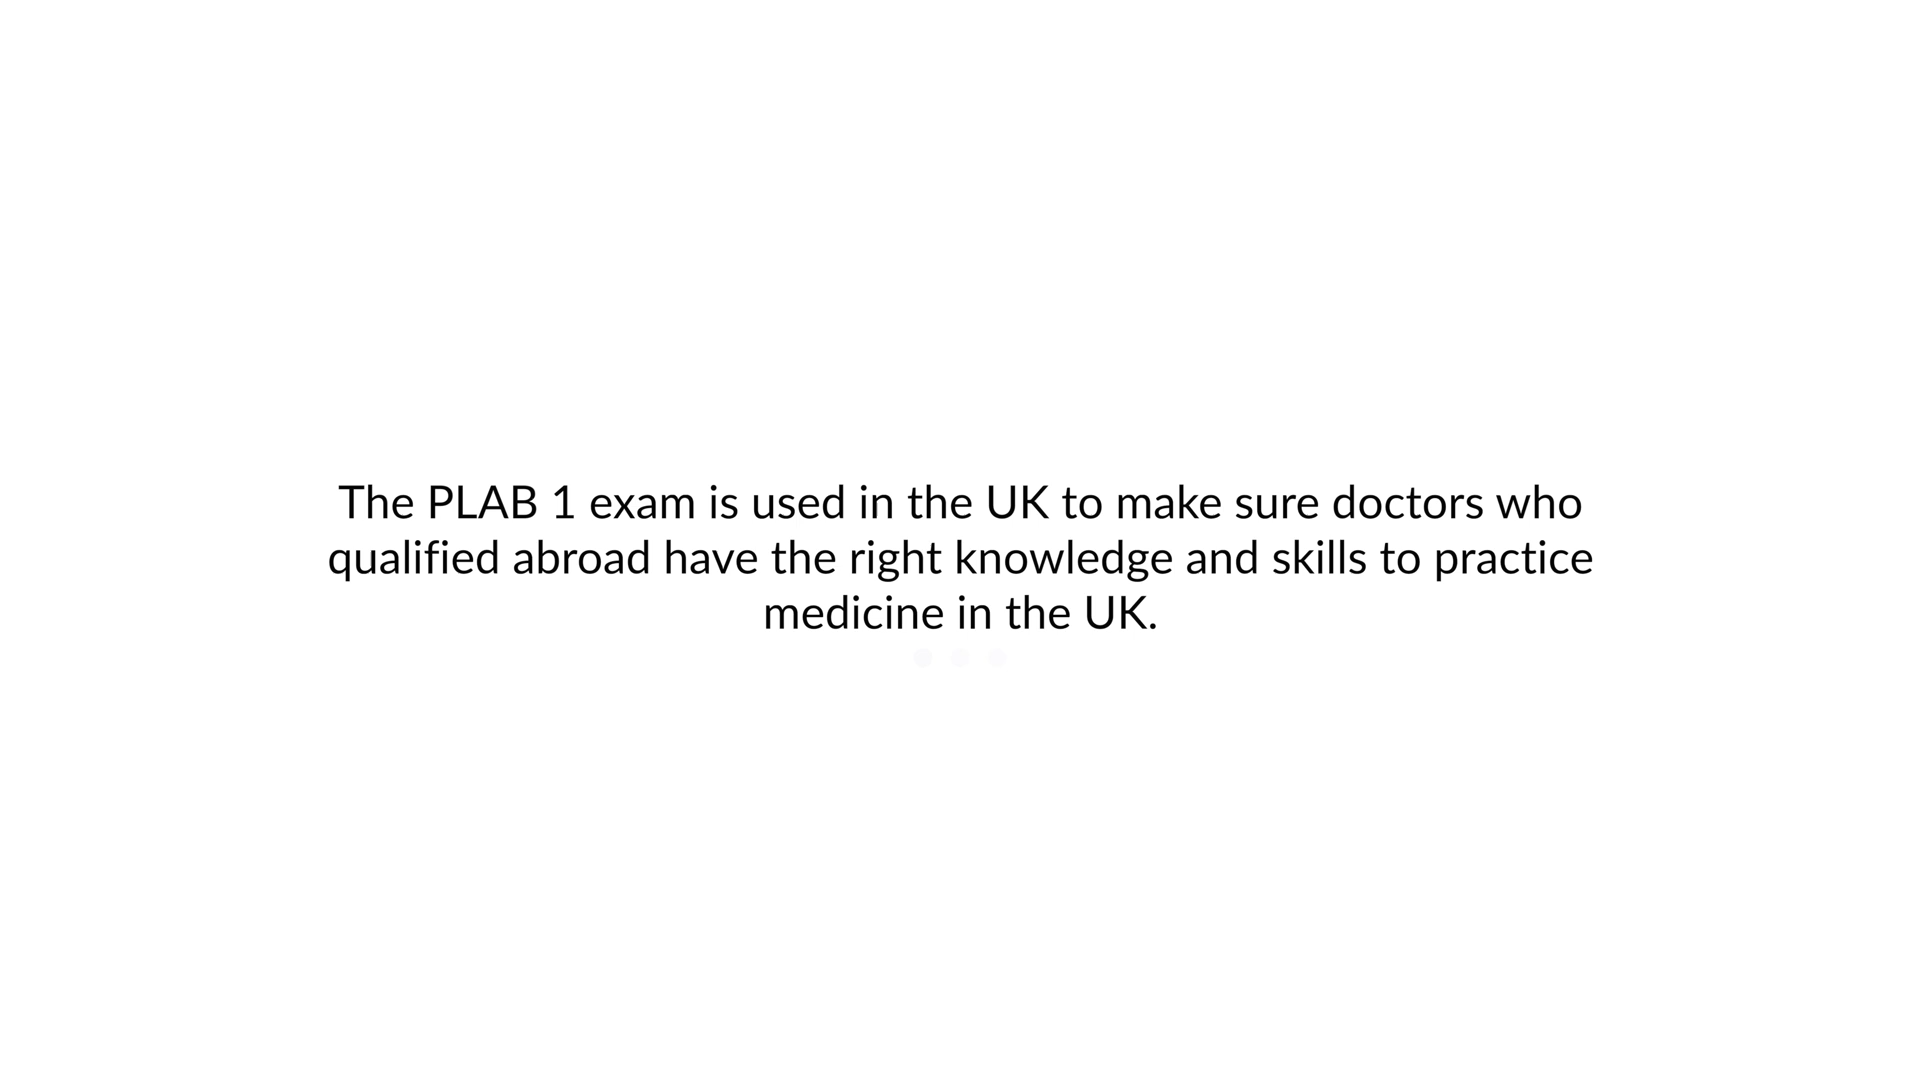 The PLAB 1 exam is used in the UK to make sure doctors who
qualified abroad have the right knowledge and skills to practice
medicine in the UK.